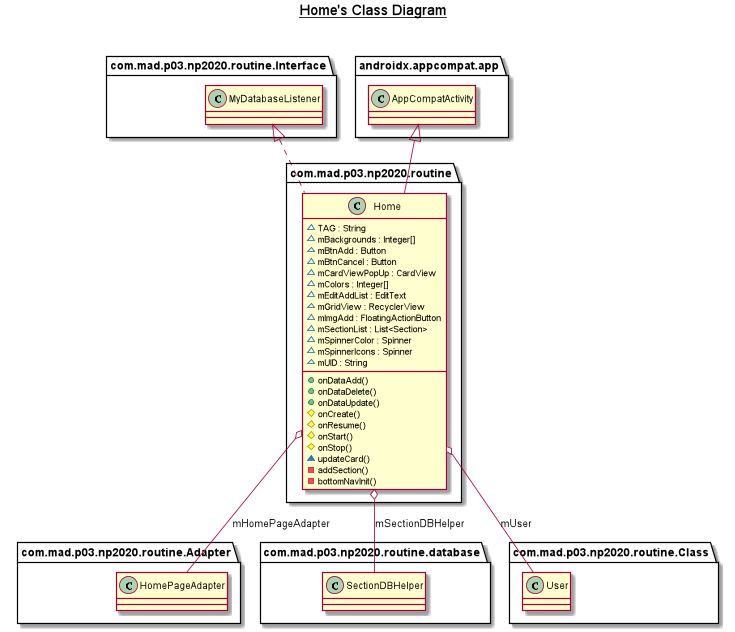 Home's Class Diagram
com.mad.p03.np2020.routine.Interface
androidx.appcompat.app
C MyDatabaseListener
C AppCompatActivity
com.mad.p03.np2020.routine
C Home
TAG : String
mBackgrounds : Integer[]
mBtnAdd : Button
mBtnCancel : Button
mCardViewPopUp : CardView
mColors : Integer[]
mEditAddList : EditText
mGridView : RecyclerView
mImgAdd : FloatingActionButton
mSectionList : List<Section>
mSpinnerColor : Spinner
mSpinnerIcons : Spinner
mUID : String
onDataAdd()
onDataDelete()
onDataUpdate()
onCreate()
onResume()
onStart()
onStop()
updateCard()
addSection()
bottomNavInit()
mHomePageAdapter
mSectionDBHelper
mUser
com.mad.p03.np2020.routine.Adapter
com.mad.p03.np2020.routine.database
com.mad.p03.np2020.routine.Class
C HomePageAdapter
C SectionDBHelper
C User